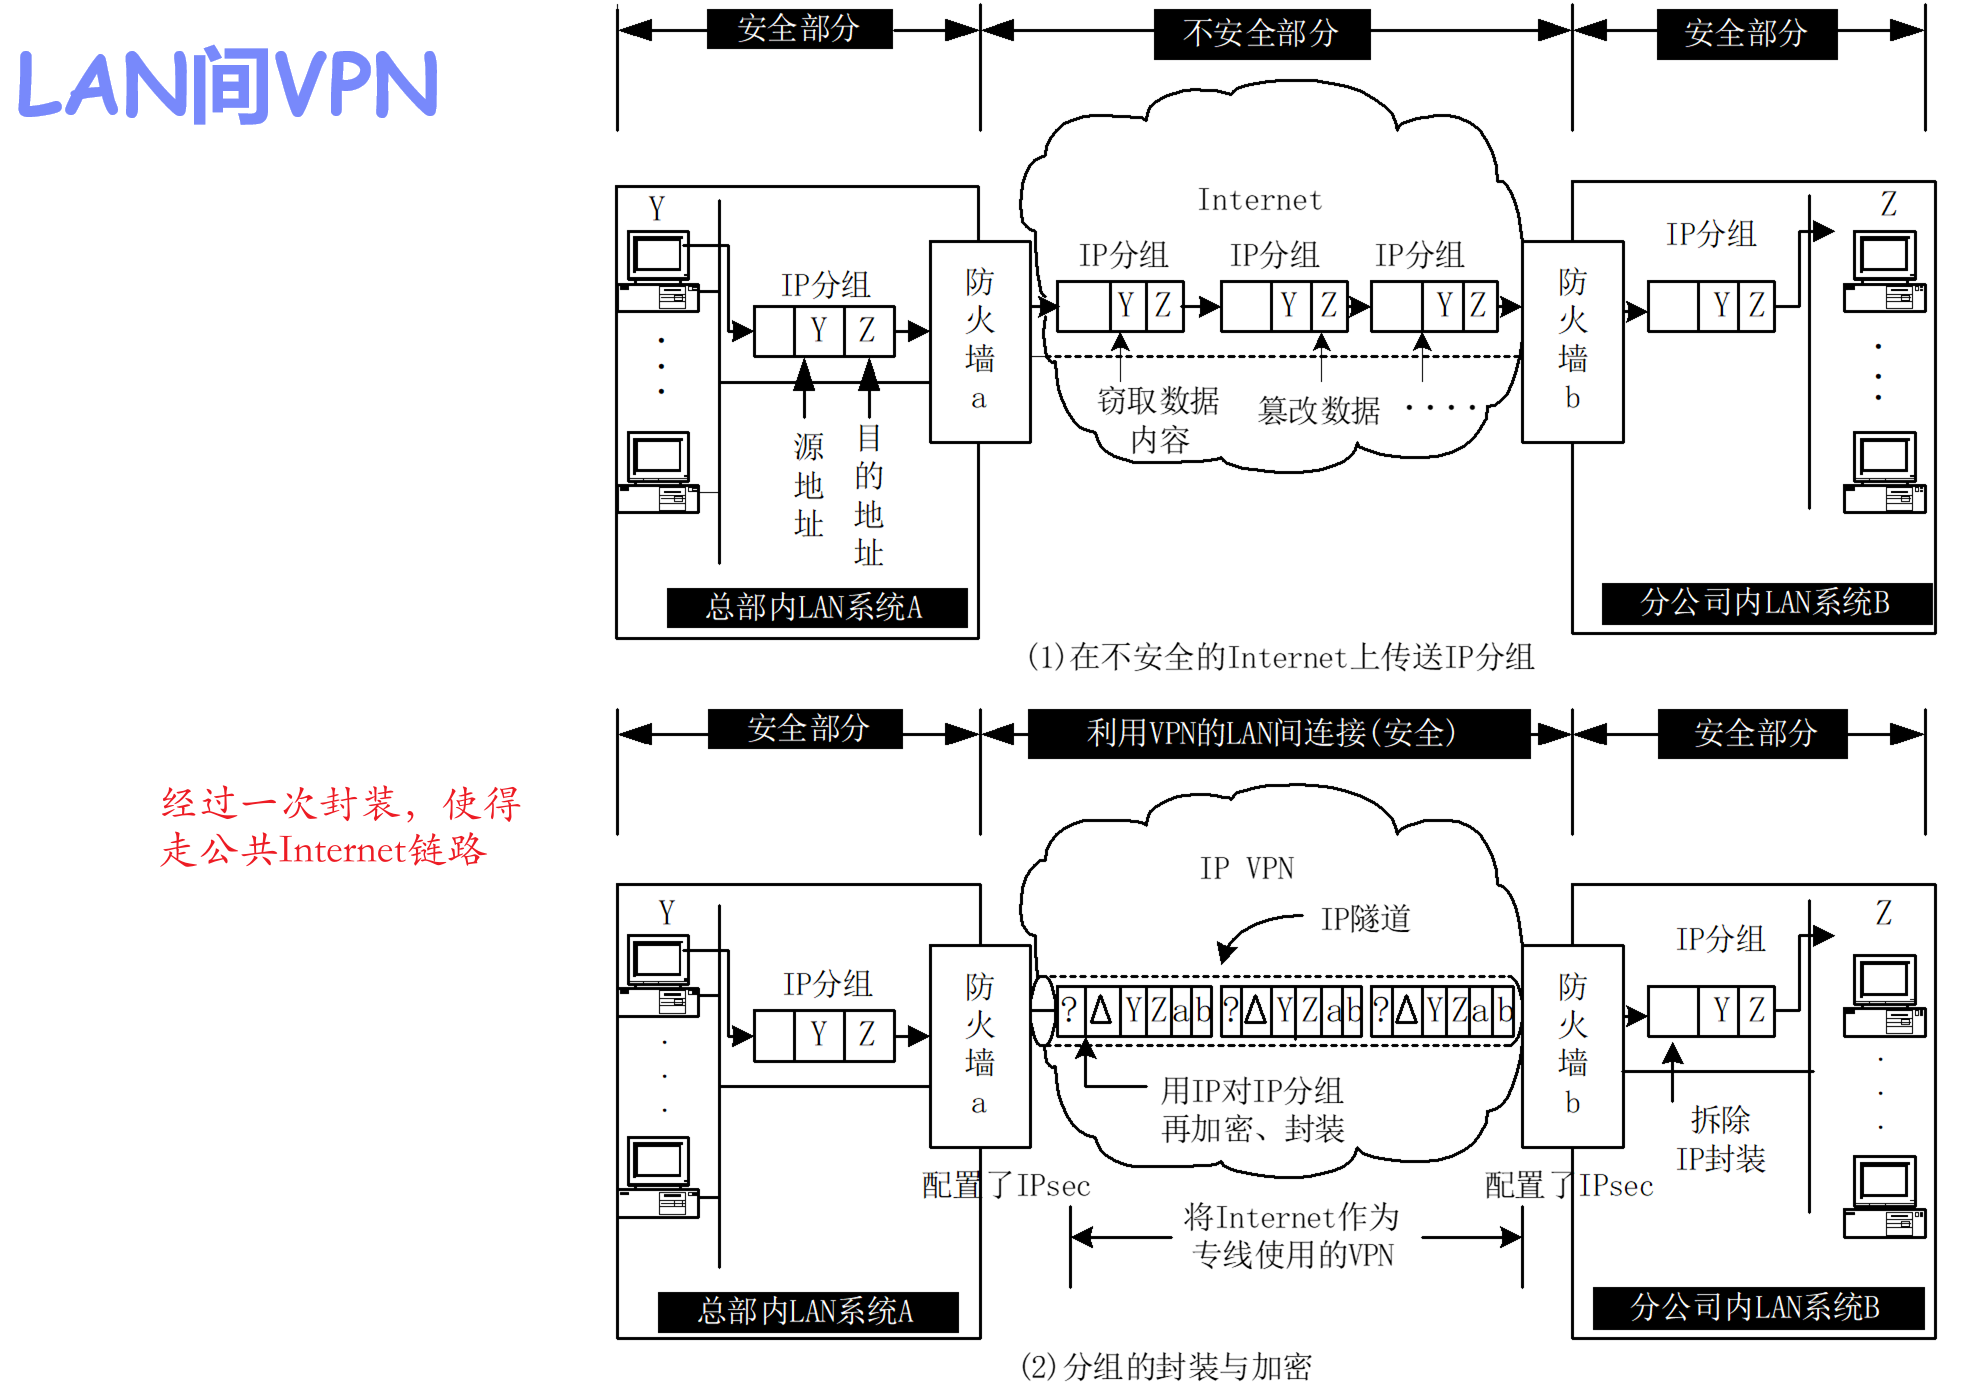 LAN间VPN
安全部分
不安全部分
安全部分
Internet
Y
Z
IP分组
IP分组
IP分组
IP分组
IP分组
Y Z
Y Z
Y Z
Y Z
Y Z
防火墙a
防火墙b
窃取数据
内容
篡改数据
····
源地址
目的地址
总部内LAN系统A
分公司内LAN系统B
(1)在不安全的Internet上传送IP分组
安全部分
利用VPN的LAN间连接(安全)
安全部分
经过一次封装，使得
走公共Internet链路
IP VPN
IP隧道
Y
Z
IP分组
IP分组
Y Z
? Δ Y Z a b
? Δ Y Z a b
? Δ Y Z a b
Y Z
防火墙a
防火墙b
用IP对IP分组
再加密、封装
拆除
IP封装
配置了IPsec
配置了IPsec
将Internet作为
专线使用的VPN
总部内LAN系统A
分公司内LAN系统B
(2)分组的封装与加密